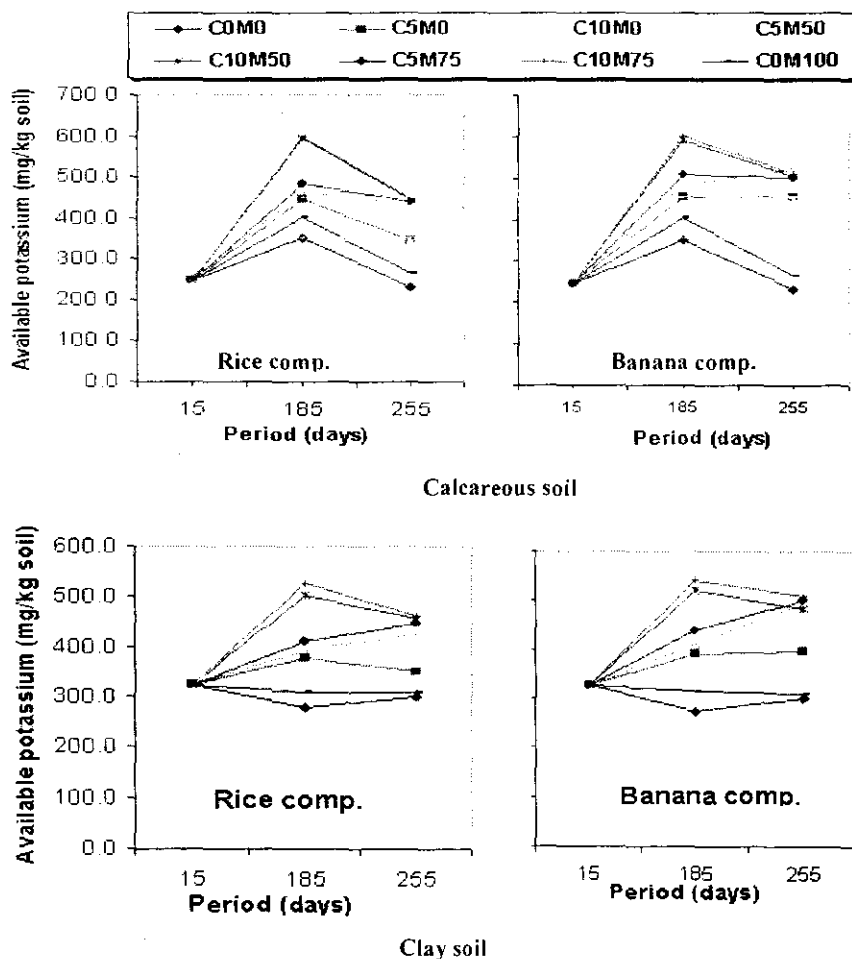 C0M0 C5M0 C10M0 C5M50
C10M50 C5M75 C10M75 C0M100
Available potassium (mg/kg soil)
700.0
600.0
500.0
400.0
300.0
200.0
100.0
0.0
Rice comp.
15 185 255
Period (days)
Banana comp.
15 185 255
Period (days)
Calcareous soil
Available potassium (mg/kg soil)
600.0
500.0
400.0
300.0
200.0
100.0
0.0
Rice comp.
15 185 255
Period (days)
Banana comp.
15 185 255
Period (days)
Clay soil